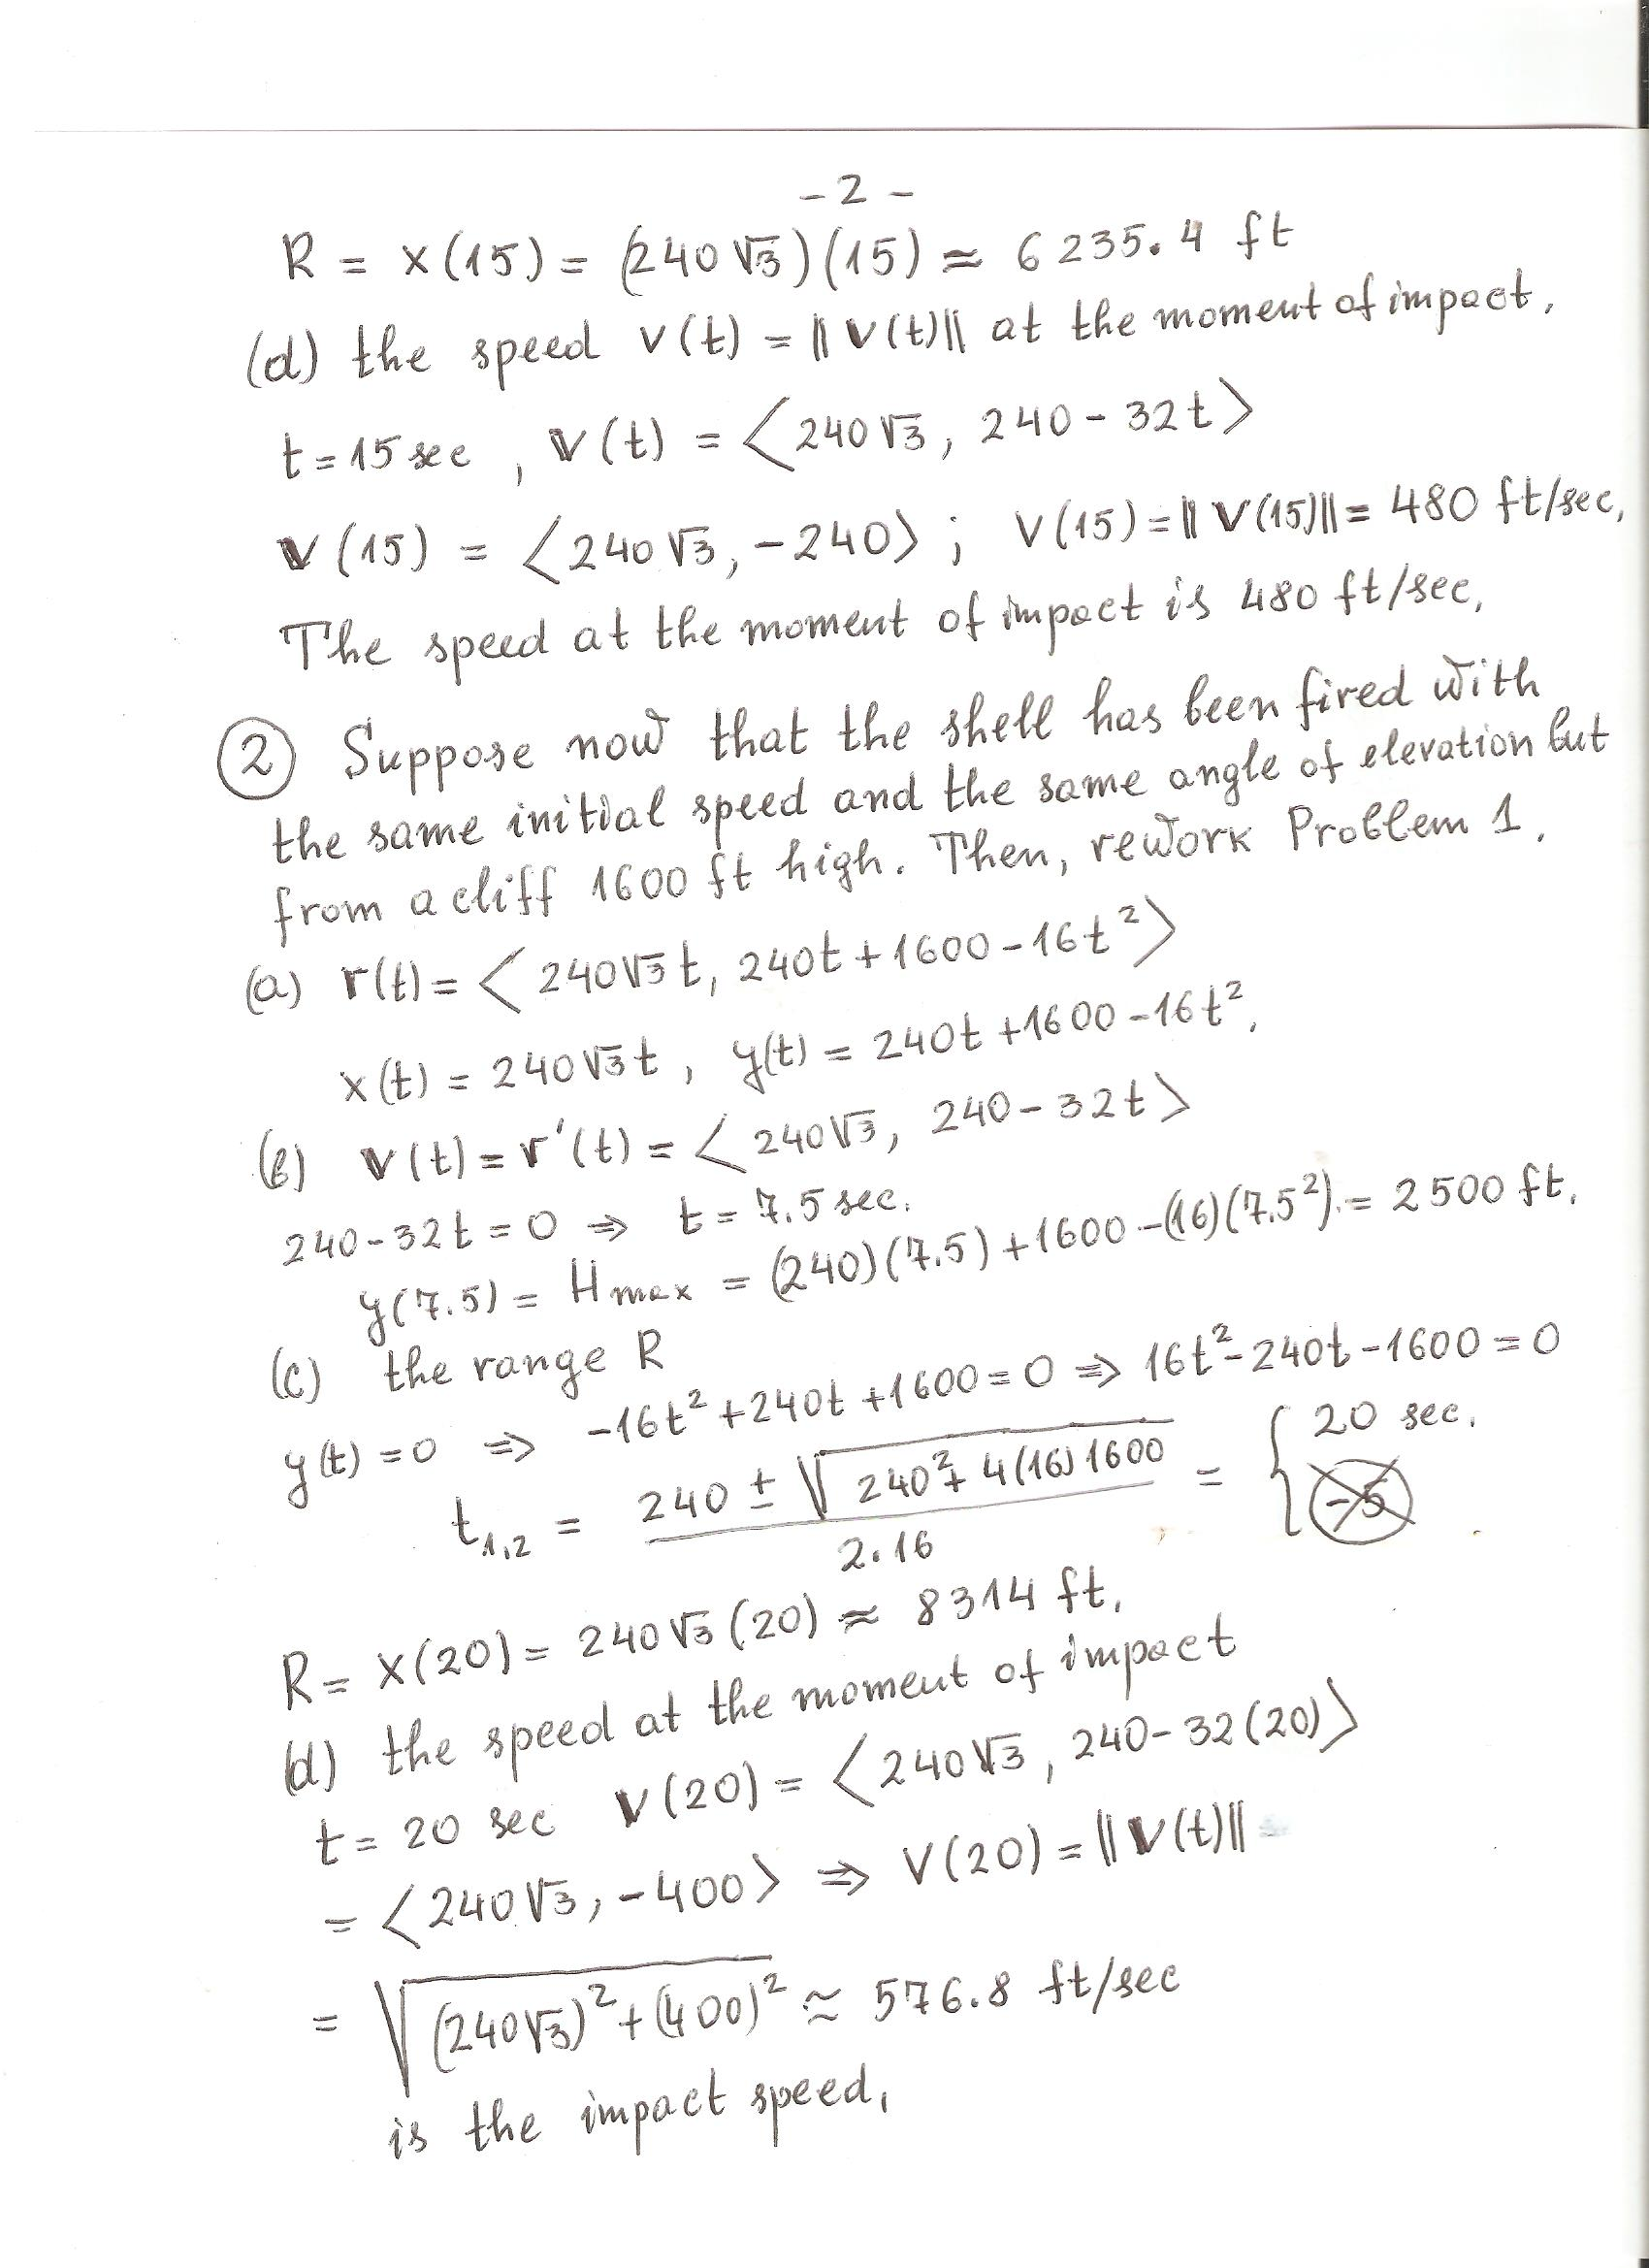 - 2 -
R = x(15) = (240√3)(15) ≈ 6235.4 ft
(d) the speed v(t) = ||v(t)|| at the moment of impact.
t = 15 sec, v(t) = ⟨240√3, 240 - 32t⟩
v(15) = ⟨240√3, -240⟩; v(15) = ||v(15)|| = 480 ft/sec,
The speed at the moment of impact is 480 ft/sec,
② Suppose now that the shell has been fired with
the same initial speed and the same angle of elevation but
from a cliff 1600 ft high. Then, rework Problem 1.
(a) r(t) = ⟨240√3t, 240t + 1600 - 16t²⟩
x(t) = 240√3t, y(t) = 240t + 1600 - 16t².
(b) v(t) = r'(t) = ⟨240√3, 240 - 32t⟩
240 - 32t = 0 ⇒ t = 7.5 sec.
y(7.5) = Hmax = (240)(7.5) + 1600 - (16)(7.5²) = 2500 ft.
(c) the range R
y(t) = 0 ⇒ -16t² + 240t + 1600 = 0 ⇒ 16t² - 240t - 1600 = 0
t₁,₂ = (240 ± √(240² + 4(16)1600)) / 2·16 = { 20 sec.
-5
R = x(20) = 240√3(20) ≈ 8314 ft,
(d) the speed at the moment of impact
t = 20 sec v(20) = ⟨240√3, 240 - 32(20)⟩
= ⟨240√3, -400⟩ ⇒ v(20) = ||v(t)|| =
= √((240√3)² + (400)²) ≈ 576.8 ft/sec
is the impact speed,